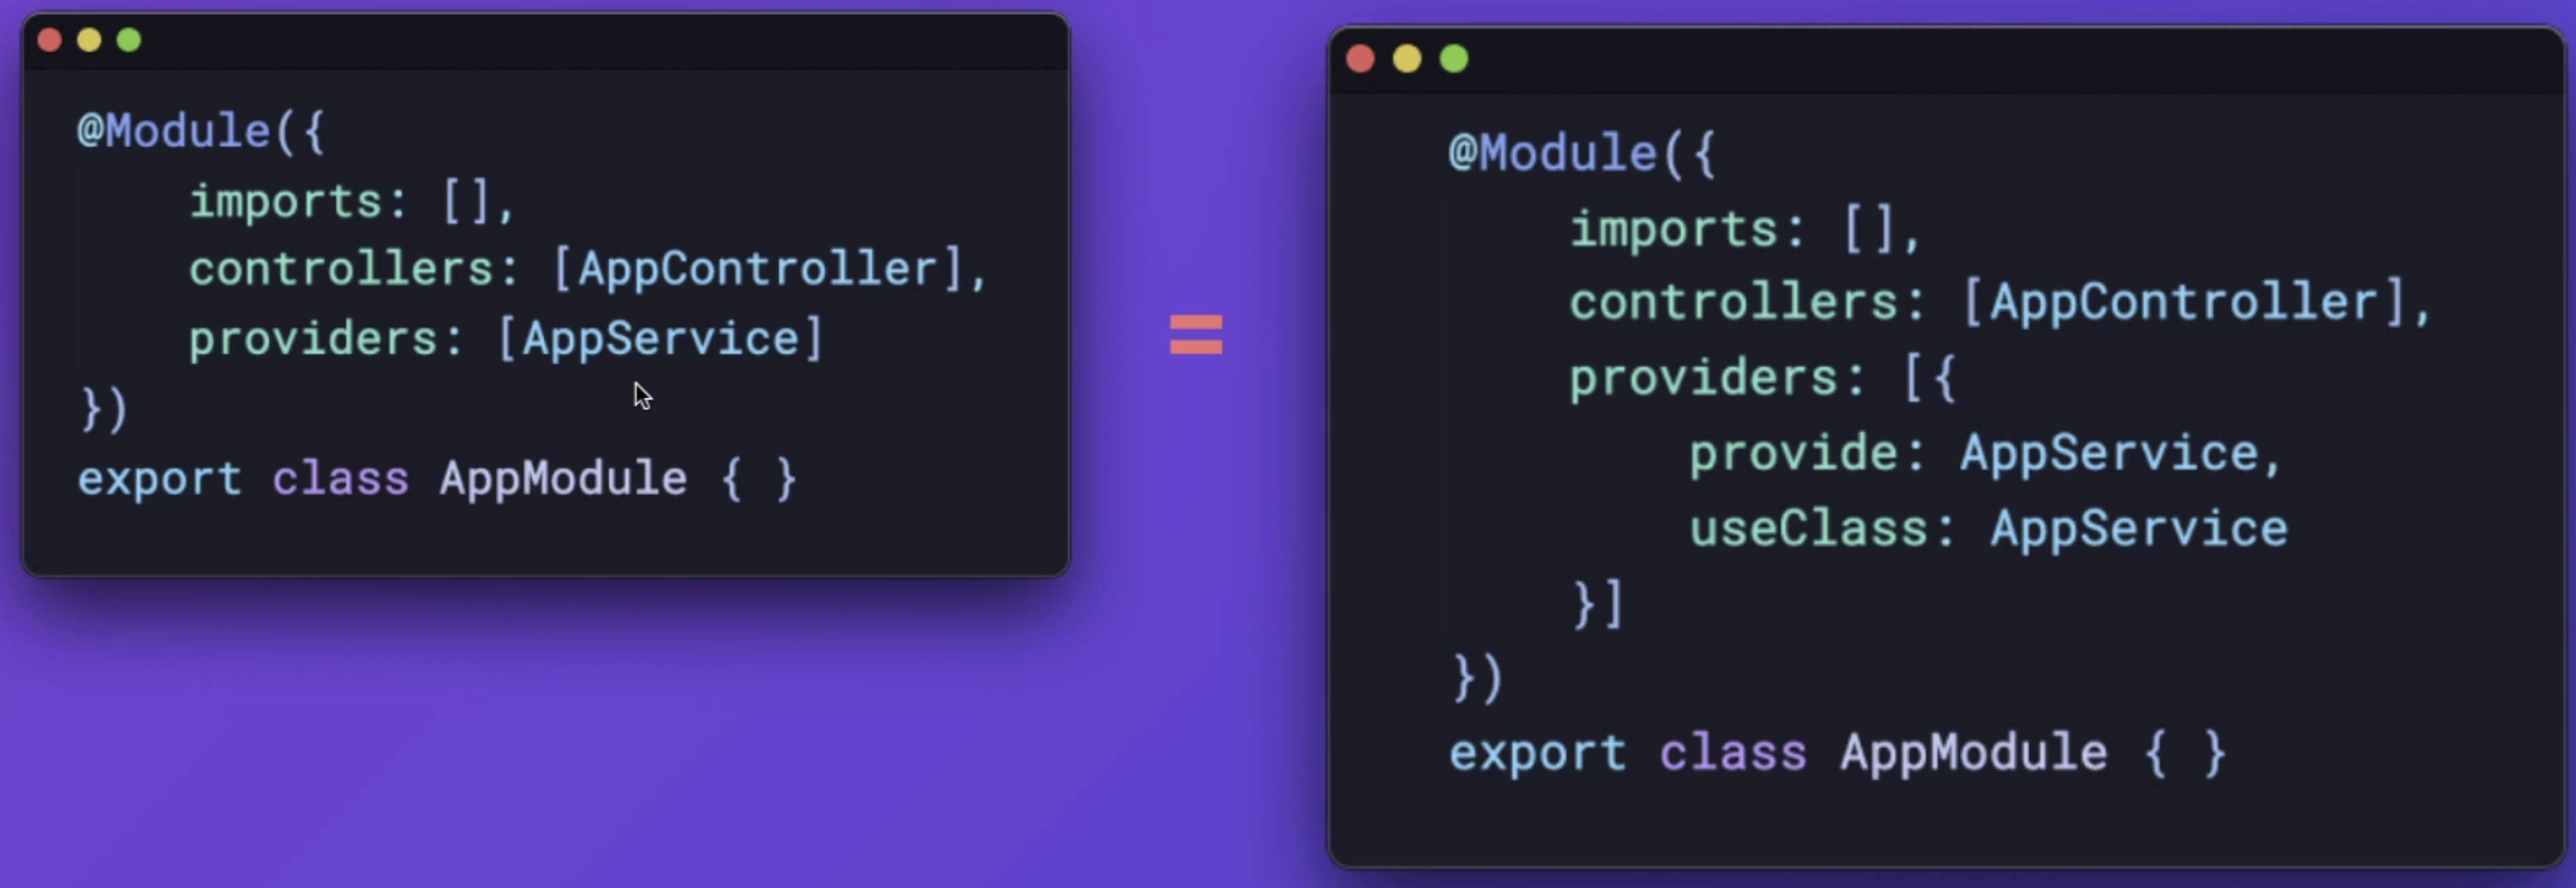 @Module({
    imports: [],
    controllers: [AppController],
    providers: [AppService]
})
export class AppModule { }
=
@Module({
    imports: [],
    controllers: [AppController],
    providers: [{
        provide: AppService,
        useClass: AppService
    }]
})
export class AppModule { }